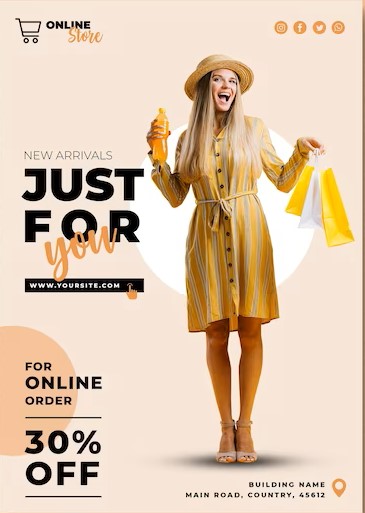 ONLINE
Store
NEW ARRIVALS
JUST
FOR
you
WWW.YOURSITE.COM
FOR
ONLINE
ORDER
30%
OFF
BUILDING NAME
MAIN ROAD, COUNTRY, 45612